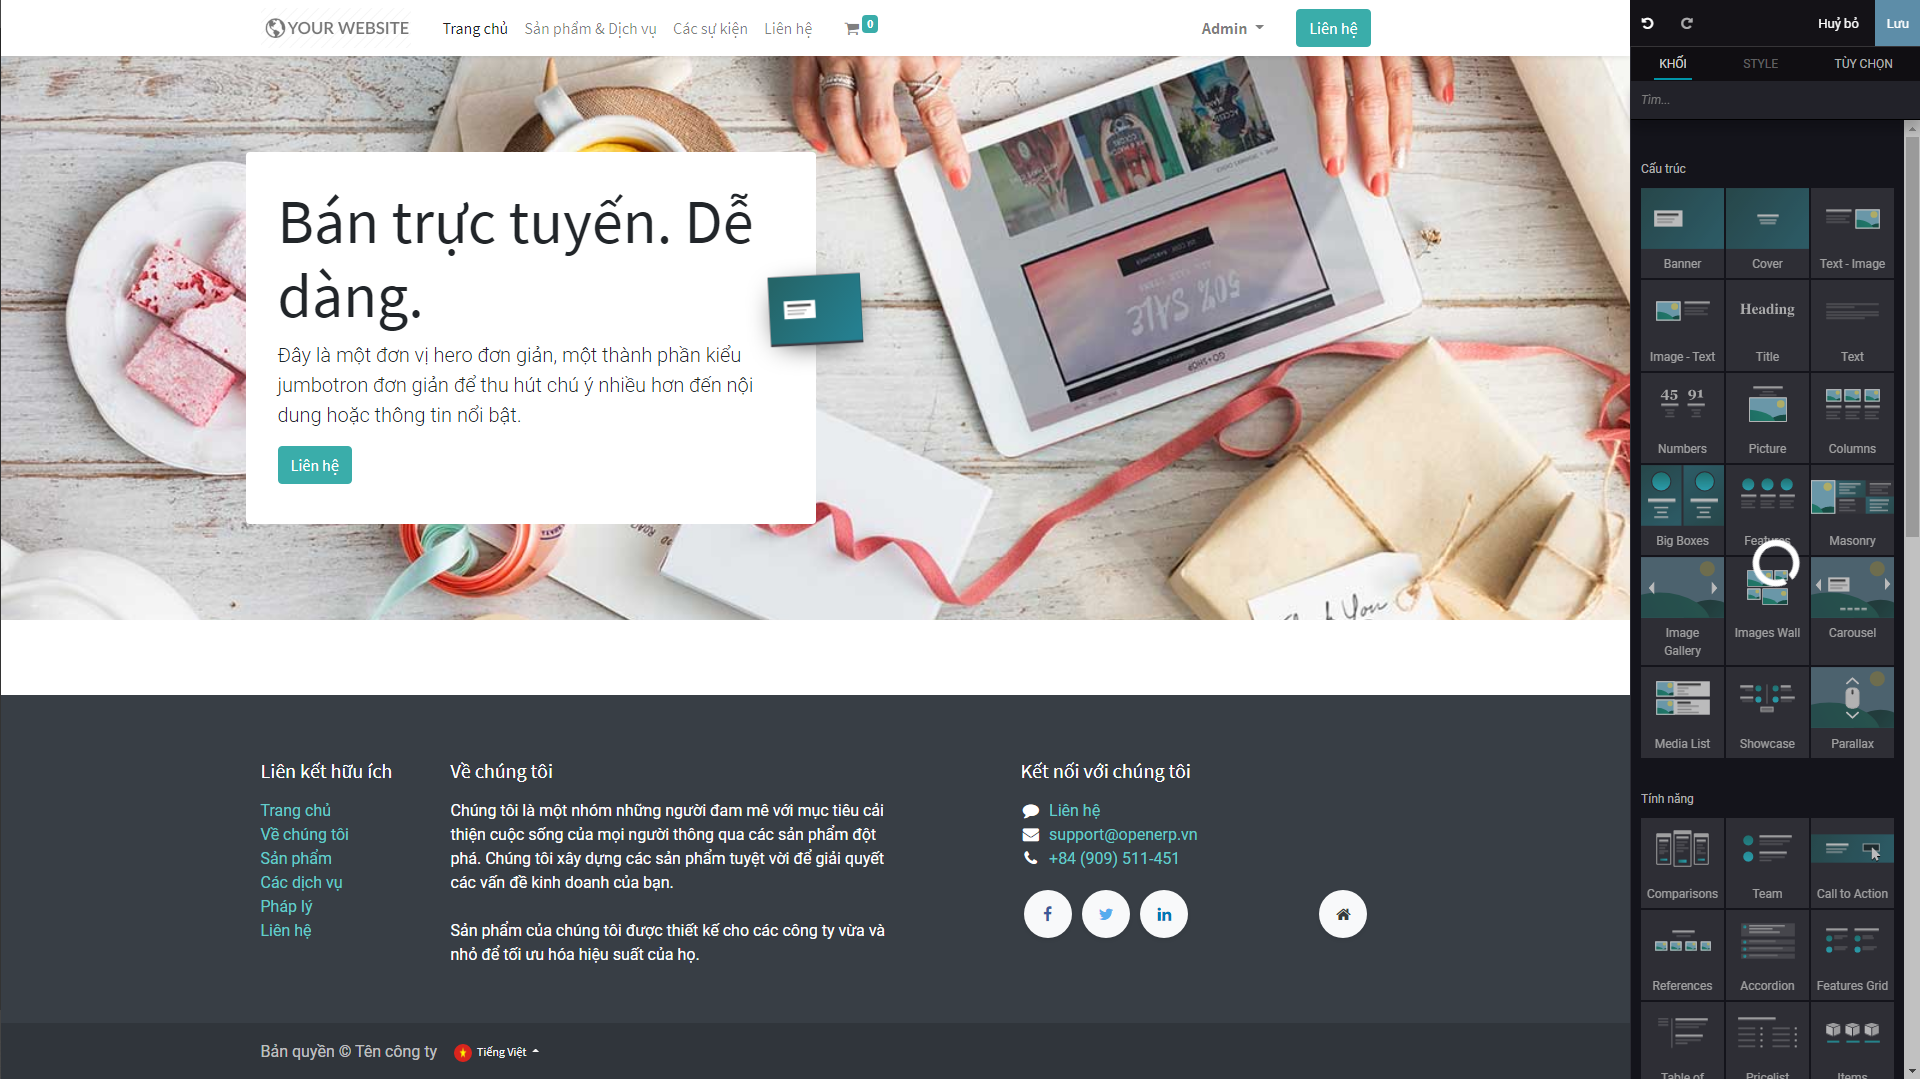 YOUR WEBSITE
Trang chủ
Sản phẩm & Dịch vụ
Các sự kiện
Liên hệ
0
Admin
Liên hệ
Huỷ bỏ
Lưu
KHỐI
STYLE
TÙY CHỌN
Tìm...
Bán trực tuyến. Dễ
dàng.
Đây là một đơn vị hero đơn giản, một thành phần kiểu
jumbotron đơn giản để thu hút chú ý nhiều hơn đến nội
dung hoặc thông tin nổi bật.
Liên hệ
50% SALE
GO+SHOP
Thank You
Cấu trúc
Banner
Cover
Text - Image
Image - Text
Heading
Title
Text
45 91
Numbers
Picture
Columns
Big Boxes
Features
Masonry
Image
Gallery
Images Wall
Carousel
Media List
Showcase
Parallax
Tính năng
Comparisons
Team
Call to Action
References
Accordion
Features Grid
Table of
Pricelist
Items
Liên kết hữu ích
Trang chủ
Về chúng tôi
Sản phẩm
Các dịch vụ
Pháp lý
Liên hệ
Về chúng tôi
Chúng tôi là một nhóm những người đam mê với mục tiêu cải
thiện cuộc sống của mọi người thông qua các sản phẩm đột
phá. Chúng tôi xây dựng các sản phẩm tuyệt vời để giải quyết
các vấn đề kinh doanh của bạn.
Sản phẩm của chúng tôi được thiết kế cho các công ty vừa và
nhỏ để tối ưu hóa hiệu suất của họ.
Kết nối với chúng tôi
Liên hệ
support@openerp.vn
+84 (909) 511-451
Bản quyền © Tên công ty
Tiếng Việt